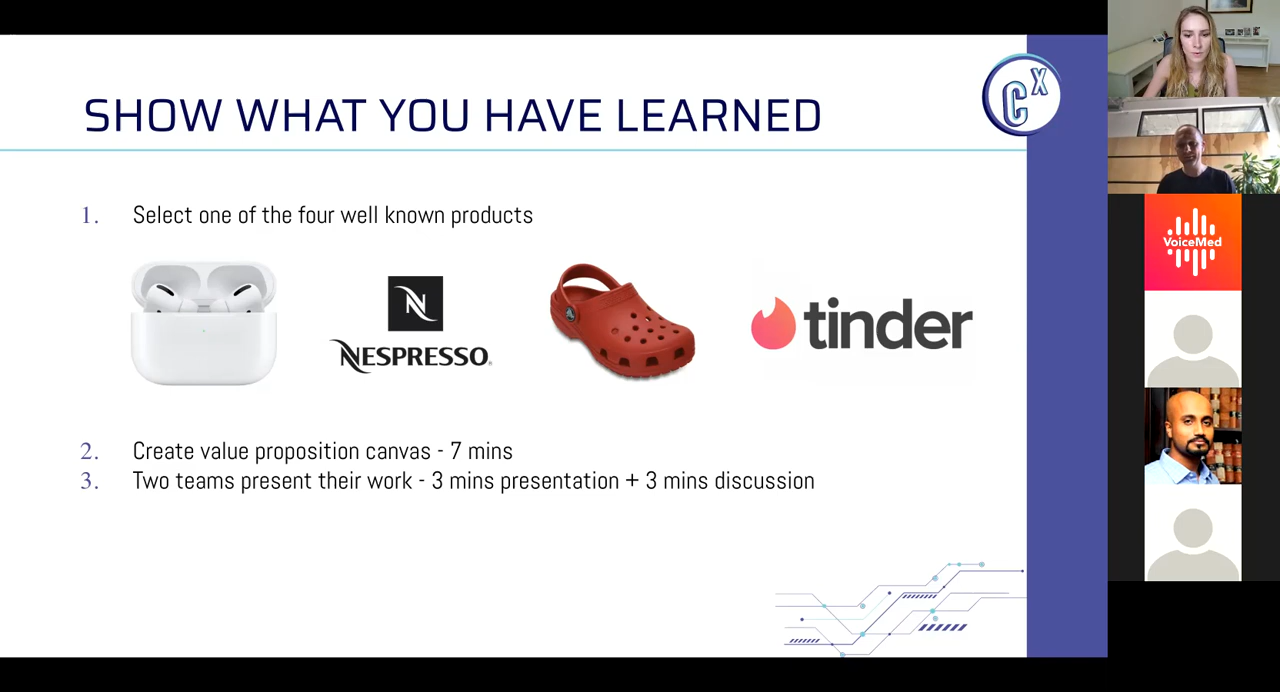 SHOW WHAT YOU HAVE LEARNED
CX
1. Select one of the four well known products
N
NESPRESSO
tinder
2. Create value proposition canvas - 7 mins
3. Two teams present their work - 3 mins presentation + 3 mins discussion
VoiceMed